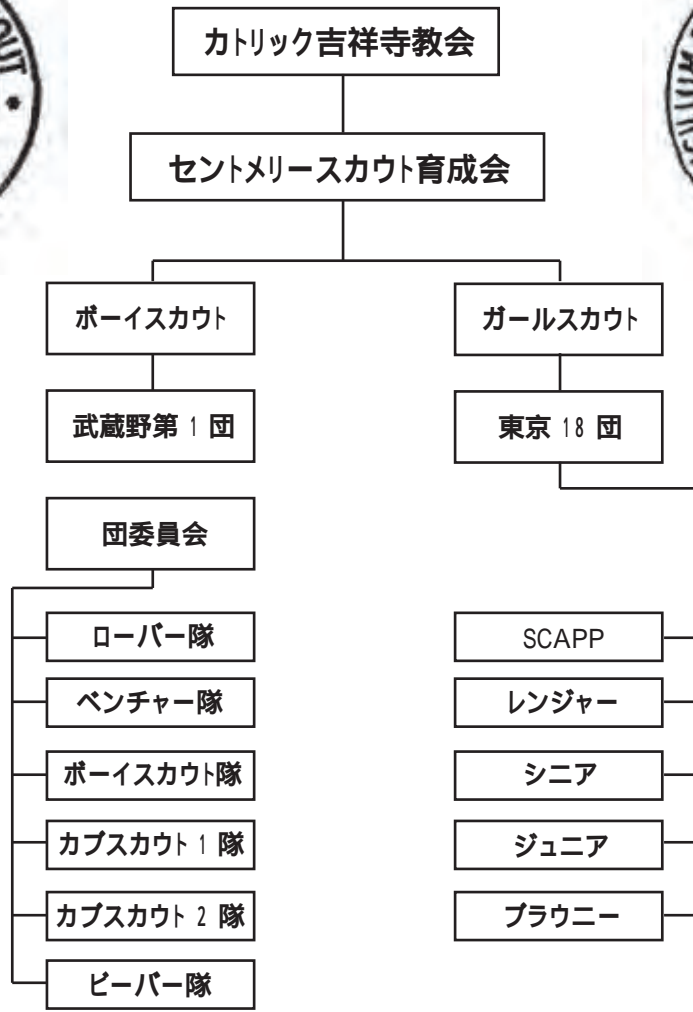 カトリック吉祥寺教会
セントメリースカウト育成会
ボーイスカウト
ガールスカウト
武蔵野第 1 団
東京 18 団
団委員会
ローバー隊
SCAPP
ベンチャー隊
レンジャー
ボーイスカウト隊
シニア
カブスカウト 1 隊
ジュニア
カブスカウト 2 隊
ブラウニー
ビーバー隊